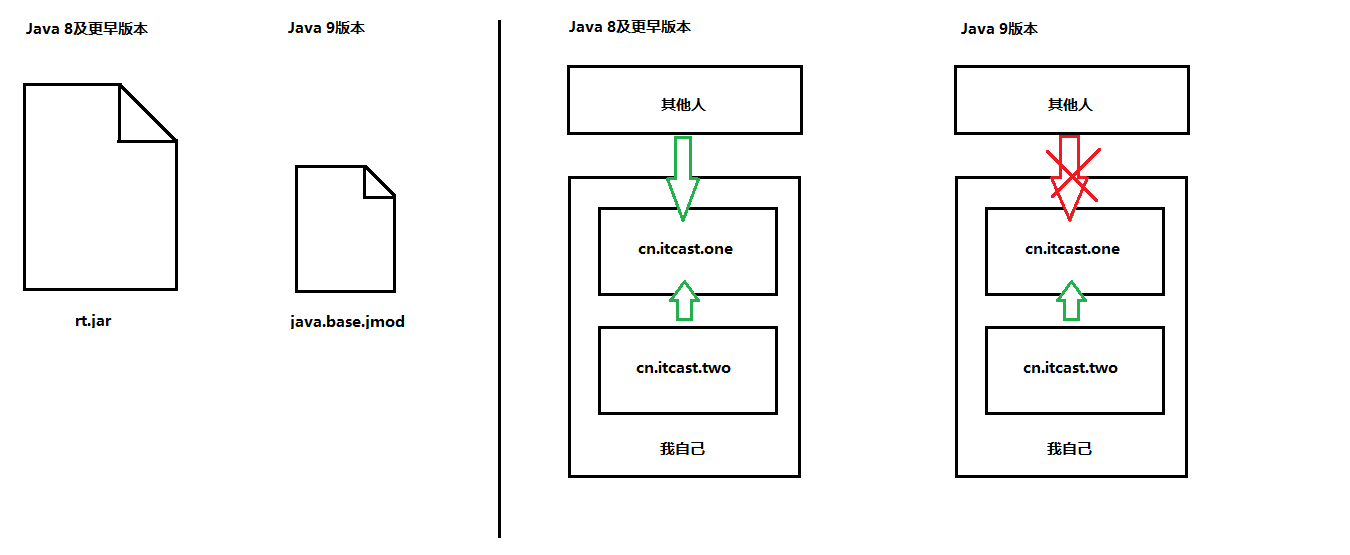 Java 8及更早版本
Java 9版本
rt.jar
java.base.jmod
Java 8及更早版本
其他人
cn.itcast.one
cn.itcast.two
我自己
Java 9版本
其他人
cn.itcast.one
cn.itcast.two
我自己